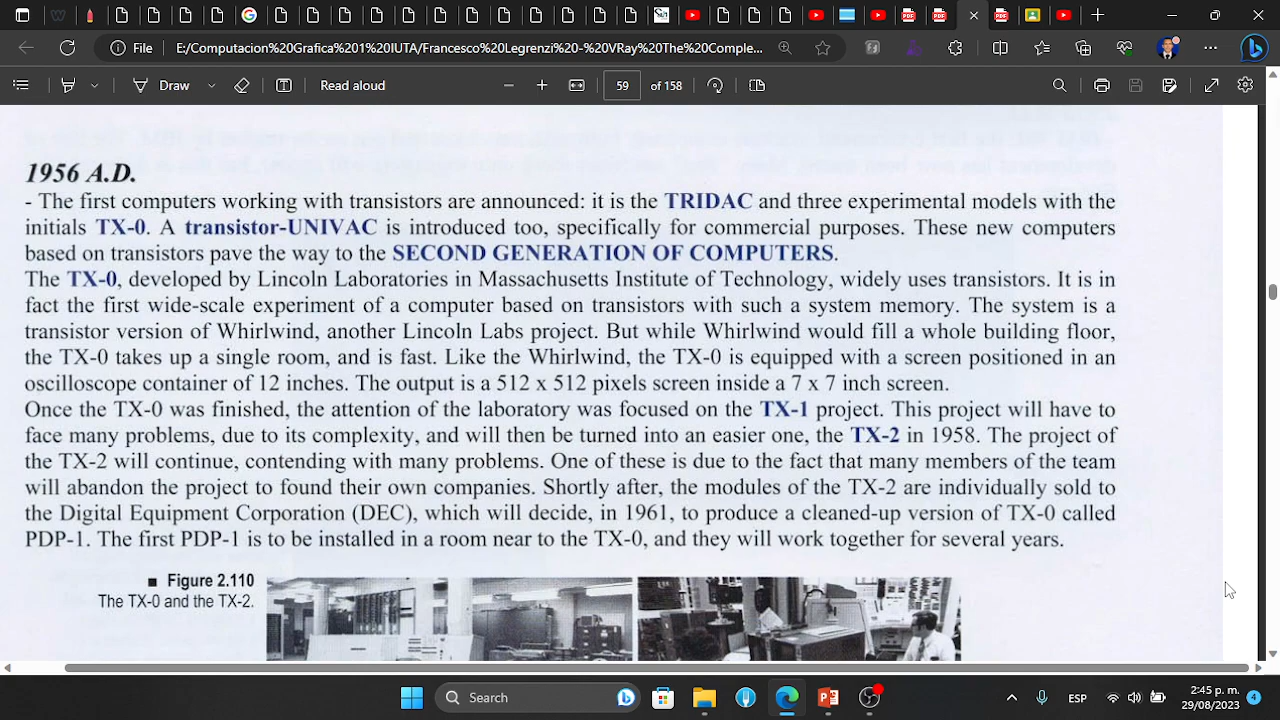 File
E:/Computacion%20Grafica%201%20IUTA/Francesco%20Legrenzi-%20VRay%20The%20Comple...
Draw
Read aloud
59
of 158
1956 A.D.
- The first computers working with transistors are announced: it is the TRIDAC and three experimental models with the
initials TX-0. A transistor-UNIVAC is introduced too, specifically for commercial purposes. These new computers
based on transistors pave the way to the SECOND GENERATION OF COMPUTERS.
The TX-0, developed by Lincoln Laboratories in Massachusetts Institute of Technology, widely uses transistors. It is in
fact the first wide-scale experiment of a computer based on transistors with such a system memory. The system is a
transistor version of Whirlwind, another Lincoln Labs project. But while Whirlwind would fill a whole building floor,
the TX-0 takes up a single room, and is fast. Like the Whirlwind, the TX-0 is equipped with a screen positioned in an
oscilloscope container of 12 inches. The output is a 512 x 512 pixels screen inside a 7 x 7 inch screen.
Once the TX-0 was finished, the attention of the laboratory was focused on the TX-1 project. This project will have to
face many problems, due to its complexity, and will then be turned into an easier one, the TX-2 in 1958. The project of
the TX-2 will continue, contending with many problems. One of these is due to the fact that many members of the team
will abandon the project to found their own companies. Shortly after, the modules of the TX-2 are individually sold to
the Digital Equipment Corporation (DEC), which will decide, in 1961, to produce a cleaned-up version of TX-0 called
PDP-1. The first PDP-1 is to be installed in a room near to the TX-0, and they will work together for several years.
Figure 2.110
The TX-0 and the TX-2.
Search
ESP
2:45 p. m.
29/08/2023
4